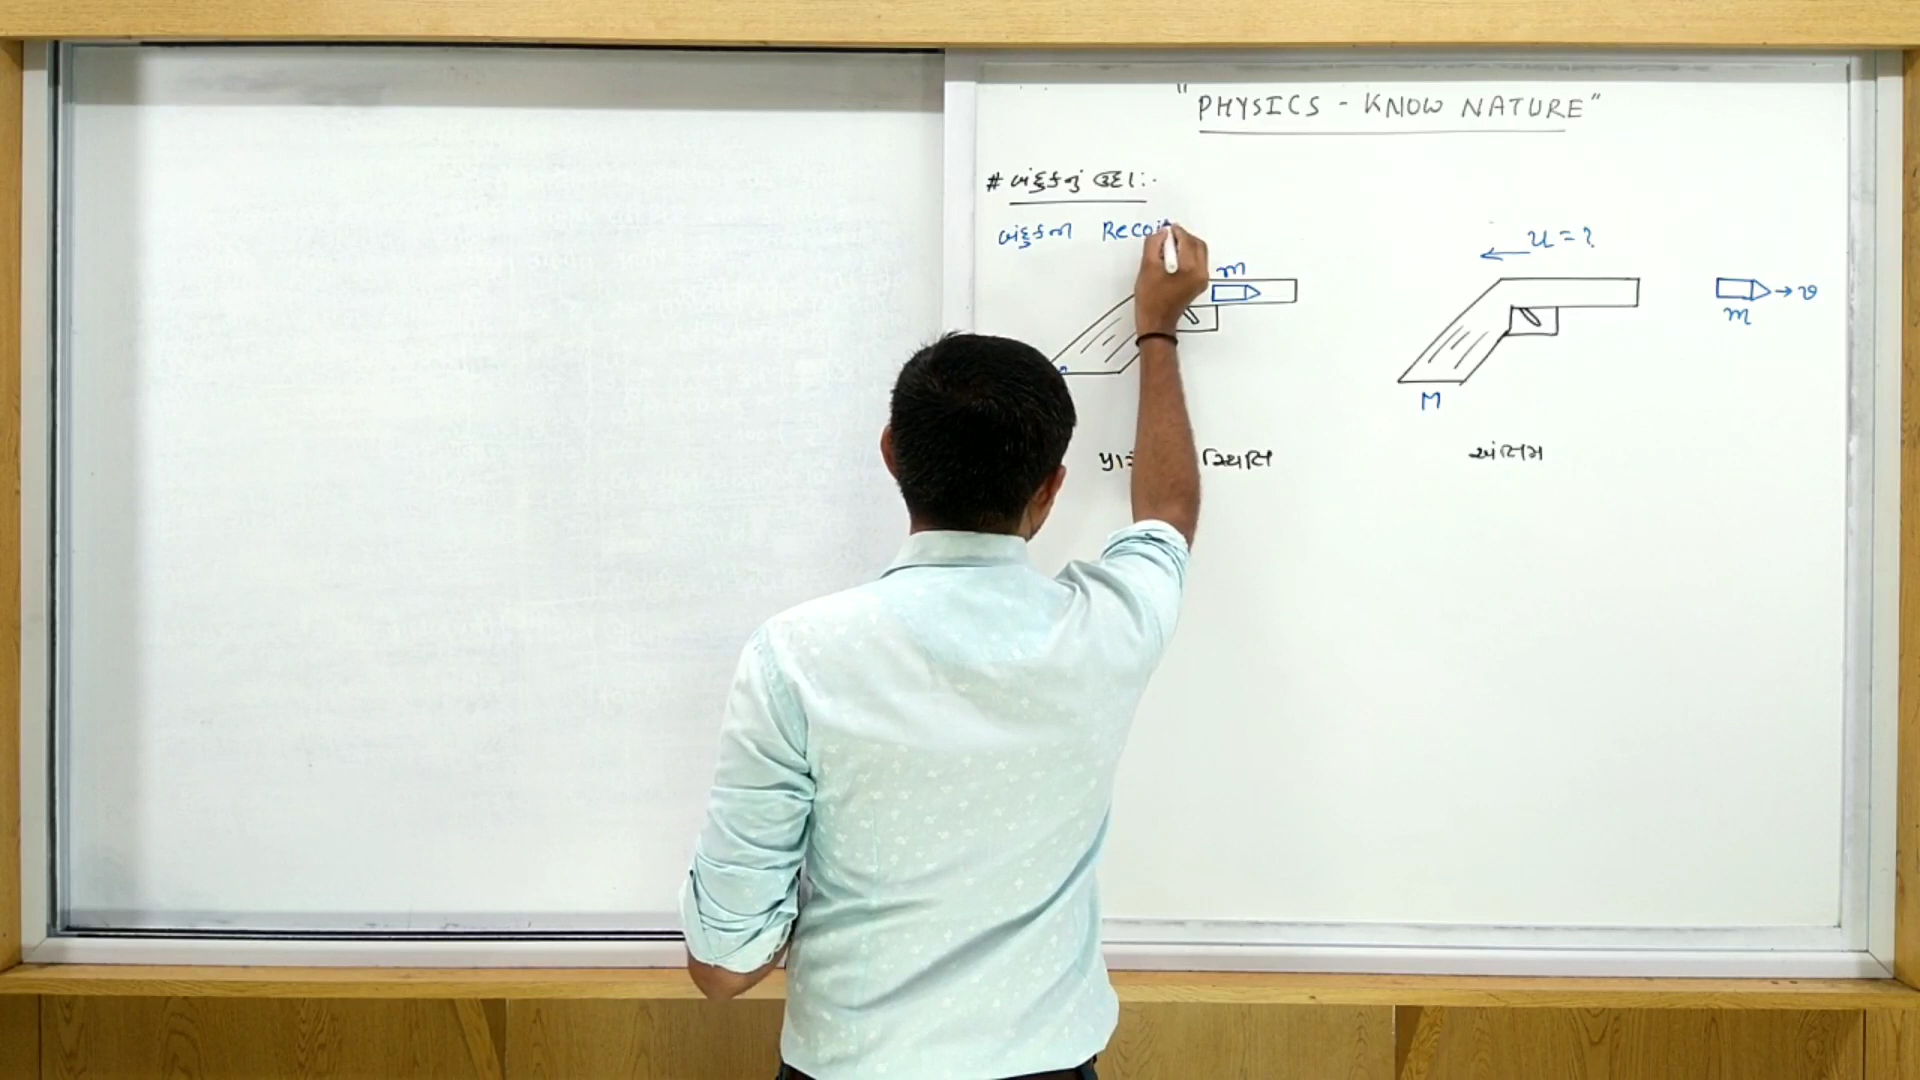 "PHYSICS - KNOW NATURE"
# બંદુકનું ઉદા:-
બંદુકની Recoi
m
u = ?
v
m
M
સ્થિતિ
અંતિમ